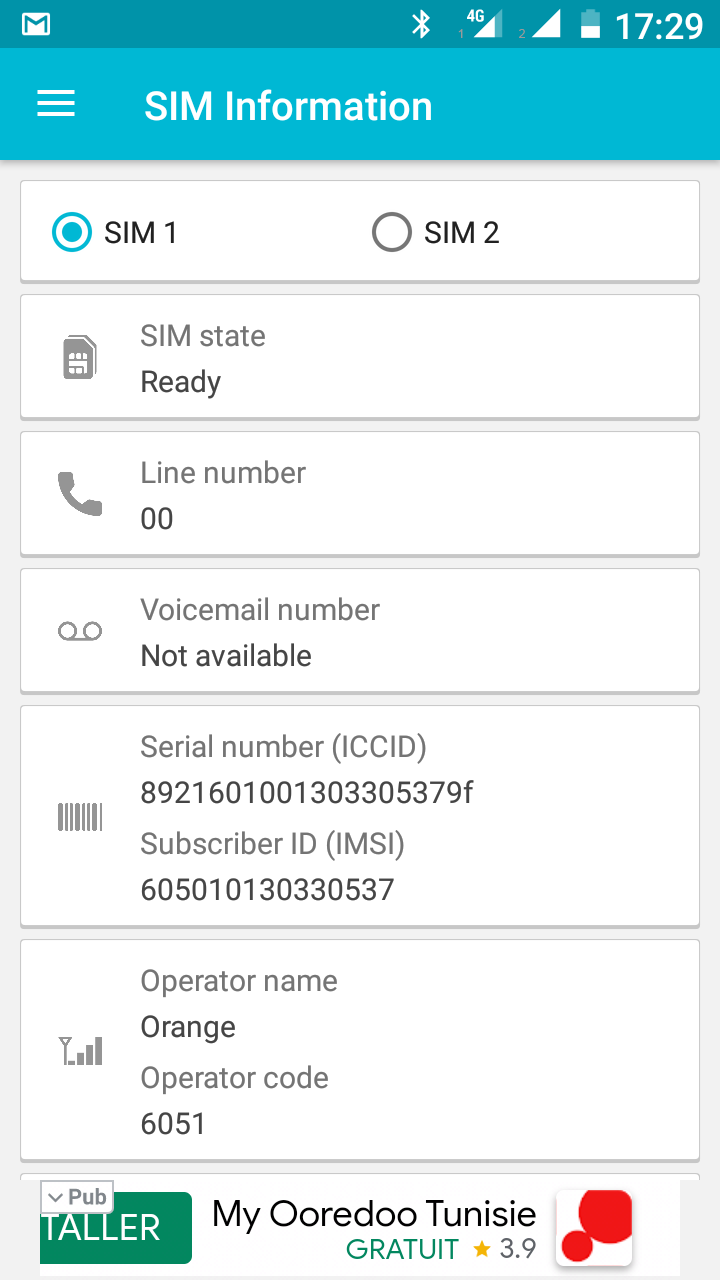 4G 1 2 17:29
SIM Information
SIM 1 SIM 2
SIM state
Ready
Line number
00
Voicemail number
Not available
Serial number (ICCID)
8921601001303305379f
Subscriber ID (IMSI)
605010130330537
Operator name
Orange
Operator code
6051
Pub
TALLER
My Ooredoo Tunisie
GRATUIT ★ 3.9